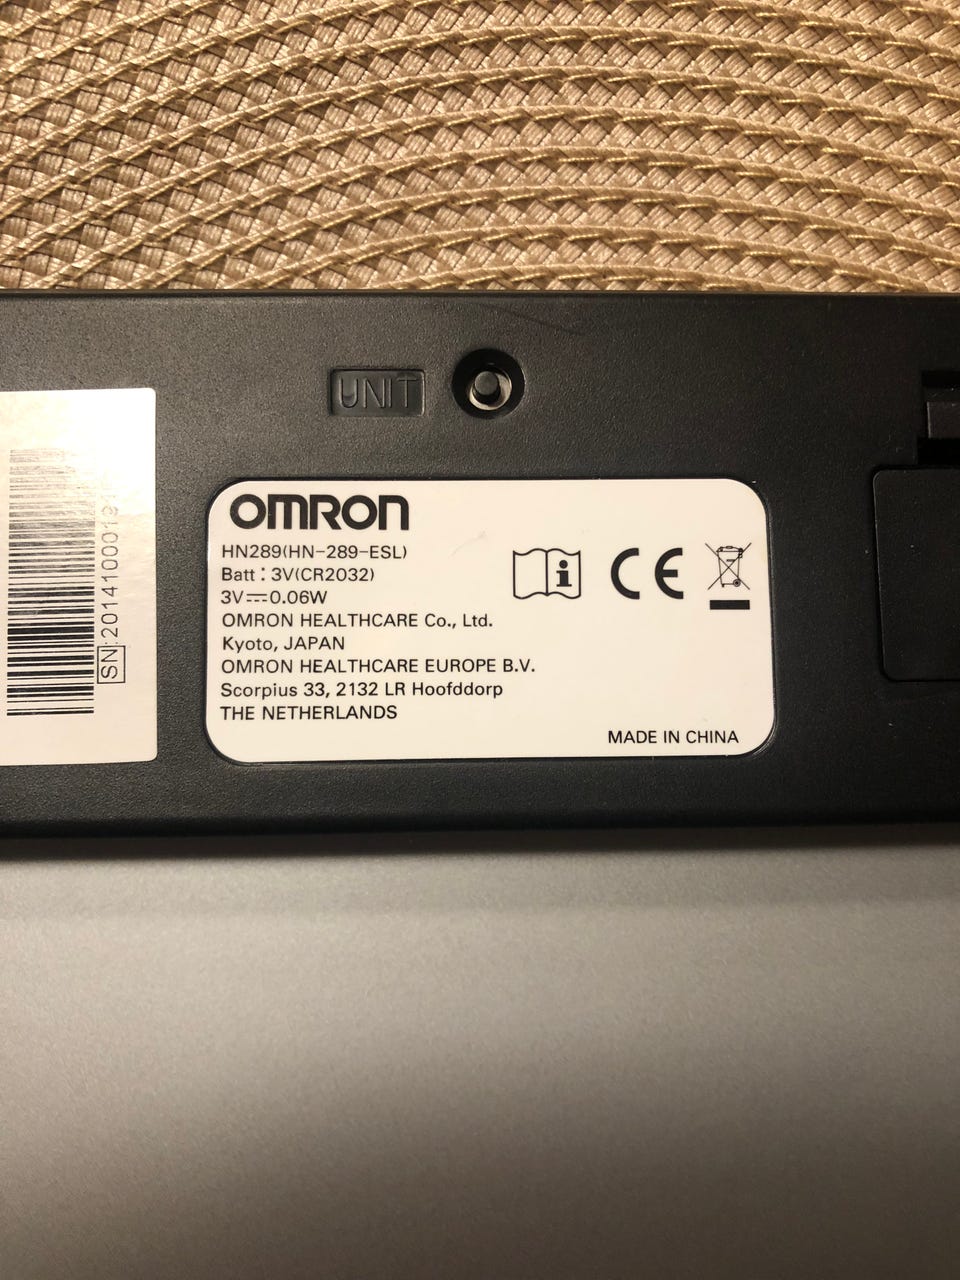 UNIT
OMRON
HN289(HN-289-ESL)
Batt : 3V(CR2032)
3V⎓0.06W
OMRON HEALTHCARE Co., Ltd.
Kyoto, JAPAN
OMRON HEALTHCARE EUROPE B.V.
Scorpius 33, 2132 LR Hoofddorp
THE NETHERLANDS
MADE IN CHINA
i
CE
SN: